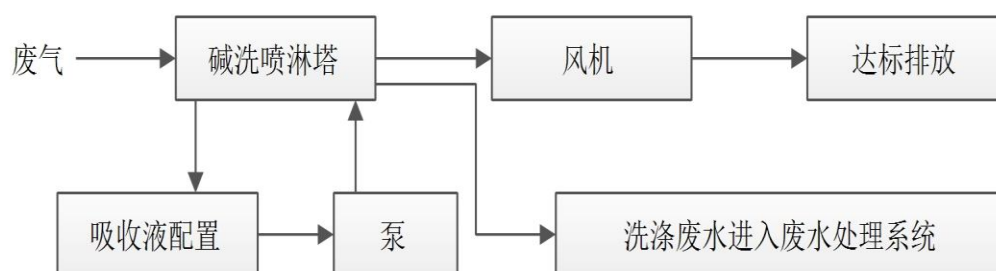 废气
碱洗喷淋塔
风机
达标排放
吸收液配置
泵
洗涤废水进入废水处理系统